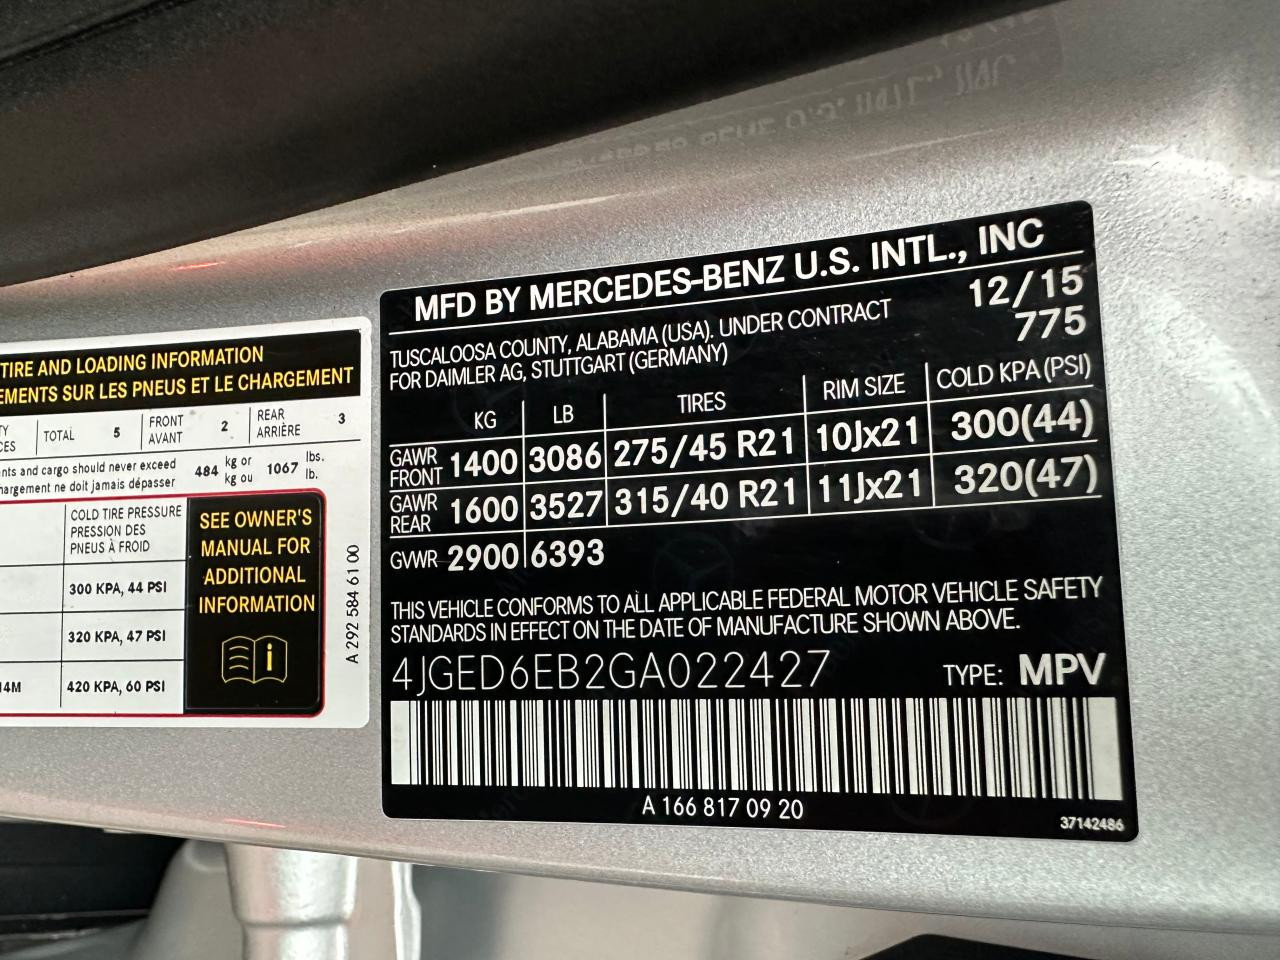 TIRE AND LOADING INFORMATION
EMENTS SUR LES PNEUS ET LE CHARGEMENT
TY
CES
TOTAL 5
FRONT
AVANT 2
REAR
ARRIÈRE 3
nts and cargo should never exceed
hargement ne doit jamais dépasser
484 kg or
kg ou
1067 lbs.
lb.
COLD TIRE PRESSURE
PRESSION DES
PNEUS À FROID
300 KPA, 44 PSI
320 KPA, 47 PSI
14M 420 KPA, 60 PSI
SEE OWNER'S
MANUAL FOR
ADDITIONAL
INFORMATION
i
A 292 584 61 00
MFD BY MERCEDES-BENZ U.S. INTL., INC
TUSCALOOSA COUNTY, ALABAMA (USA). UNDER CONTRACT
FOR DAIMLER AG, STUTTGART (GERMANY)
12/15
775
KG LB TIRES RIM SIZE COLD KPA (PSI)
GAWR
FRONT 1400 3086 275/45 R21 10Jx21 300(44)
GAWR
REAR 1600 3527 315/40 R21 11Jx21 320(47)
GVWR 2900 6393
THIS VEHICLE CONFORMS TO ALL APPLICABLE FEDERAL MOTOR VEHICLE SAFETY
STANDARDS IN EFFECT ON THE DATE OF MANUFACTURE SHOWN ABOVE.
4JGED6EB2GA022427 TYPE: MPV
A 166 817 09 20
37142486